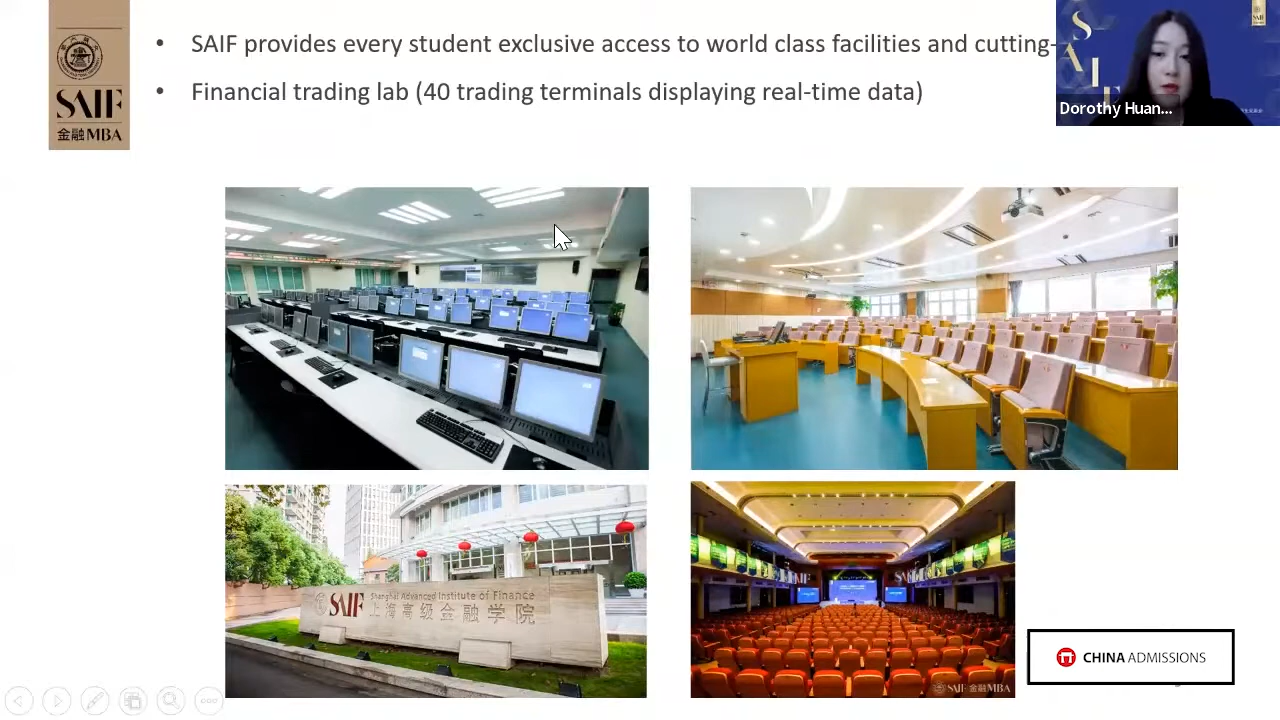 SAIF
金融MBA
• SAIF provides every student exclusive access to world class facilities and cutting-
• Financial trading lab (40 trading terminals displaying real-time data)
SAIF
Dorothy Huan...
SAIF
Shanghai Advanced Institute of Finance
上海高级金融学院
SAIF 金融MBA
CHINA ADMISSIONS